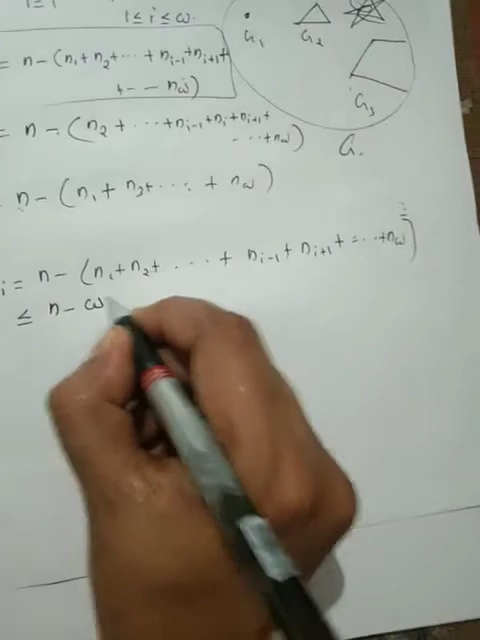 1 ≤ i ≤ ω.
G₁
G₂
= n - (n₁ + n₂ + ··· + nᵢ₋₁ + nᵢ₊₁ +
+ - - nω)
G₃
= n - (n₂ + ··· + nᵢ₋₁ + nᵢ + nᵢ₊₁ +
··· + nω)
G.
n - (n₁ + n₂ + ··· + nω)
i = n - (n₁ + n₂ + ··· + nᵢ₋₁ + nᵢ₊₁ + ··· + nω)
≤ n - ω